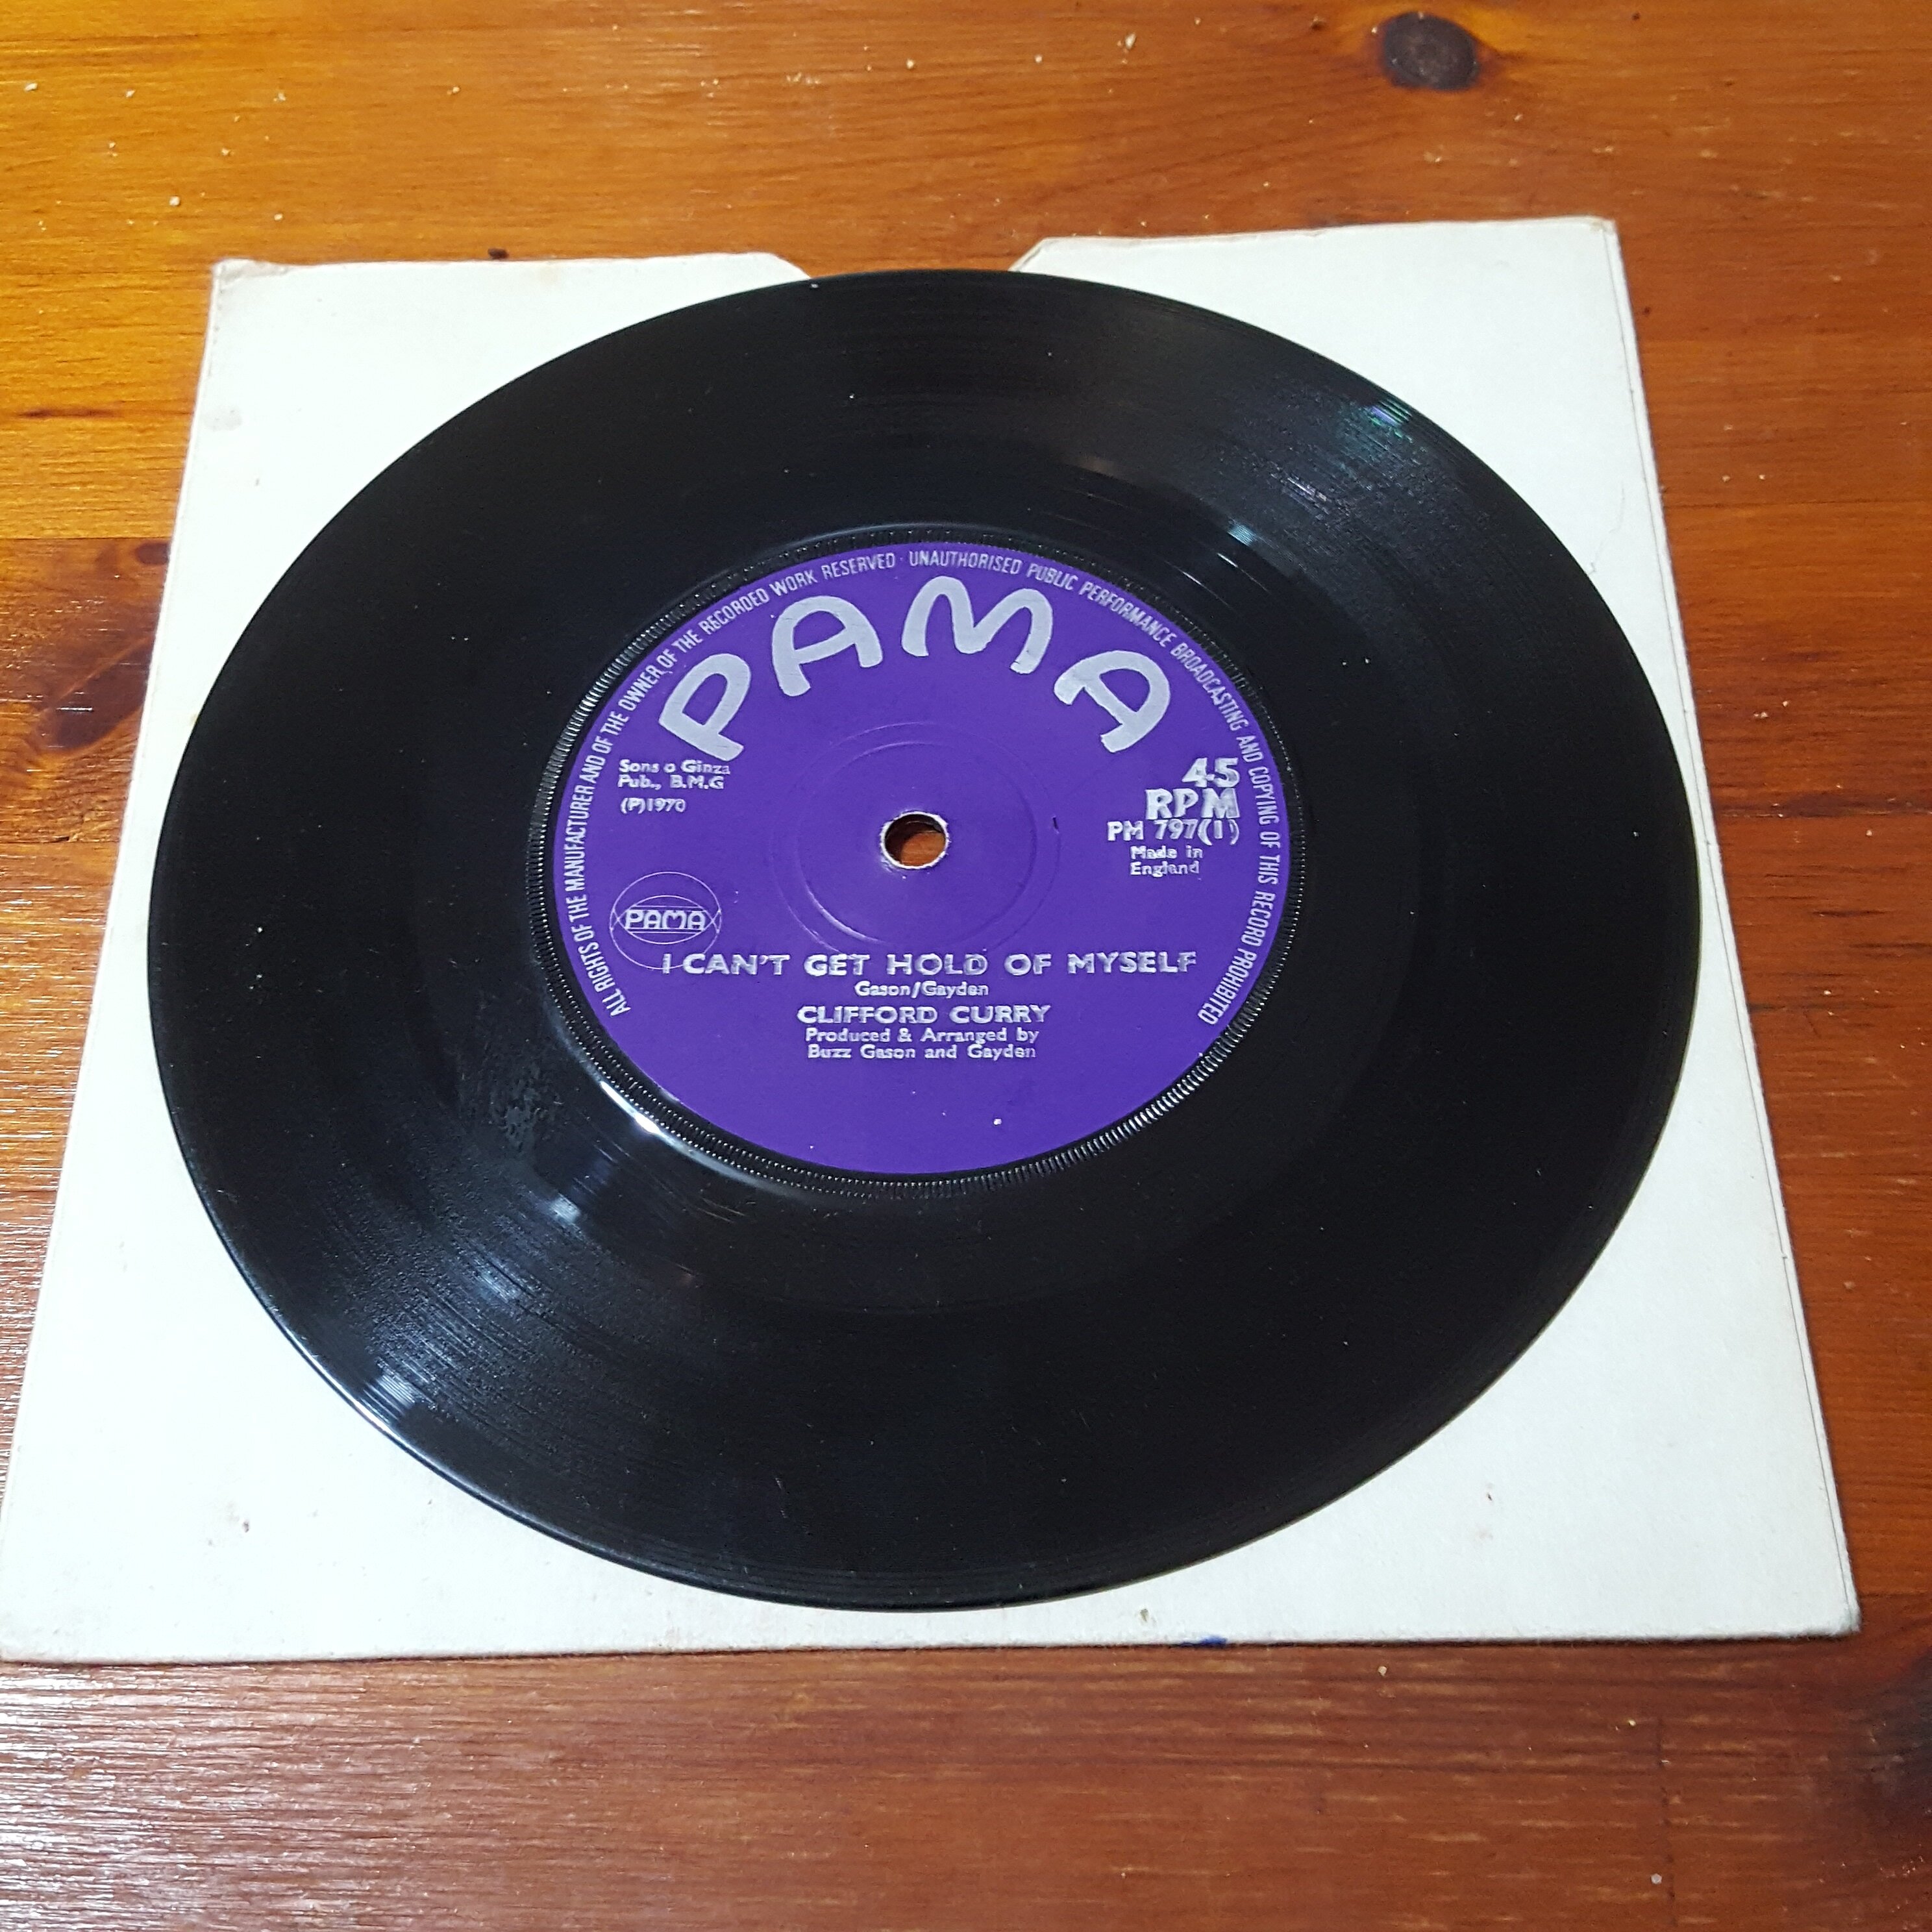 ALL RIGHTS OF THE MANUFACTURER AND OF THE OWNER OF THE RECORDED WORK RESERVED · UNAUTHORISED PUBLIC PERFORMANCE BROADCASTING AND COPYING OF THIS RECORD PROHIBITED
PAMA
Sons o Ginza
Pub., B.M.G
(P)1970
45
RPM
PM 797(1)
Made in
England
PAMA
I CAN'T GET HOLD OF MYSELF
Gason/Gayden
CLIFFORD CURRY
Produced & Arranged by
Buzz Gason and Gayden